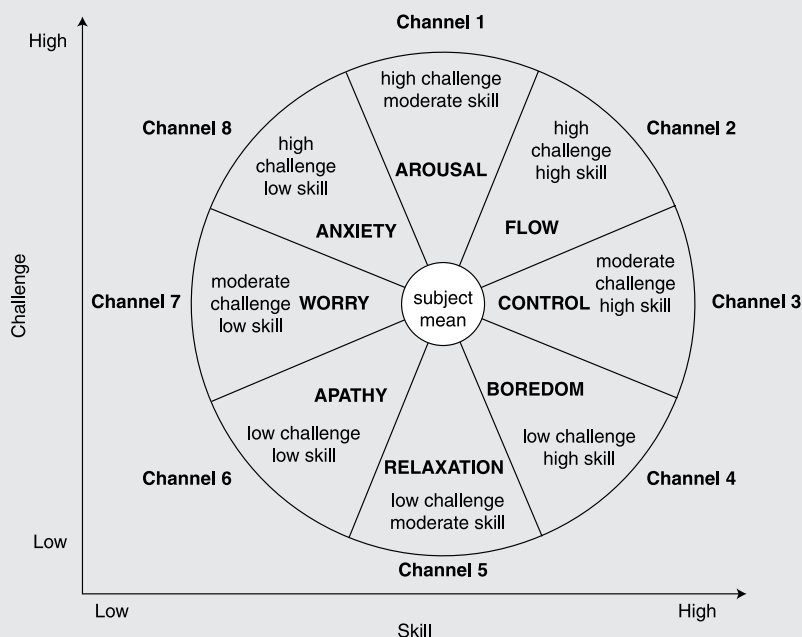 Channel 1
High
high challenge
moderate skill
AROUSAL
Channel 2
high
challenge
high skill
FLOW
Channel 3
moderate
challenge
high skill
CONTROL
Channel 4
BOREDOM
low challenge
high skill
Channel 5
RELAXATION
low challenge
moderate skill
Channel 6
APATHY
low challenge
low skill
Channel 7
moderate
challenge
low skill
WORRY
Channel 8
high
challenge
low skill
ANXIETY
subject
mean
Challenge
Low
Low
Skill
High